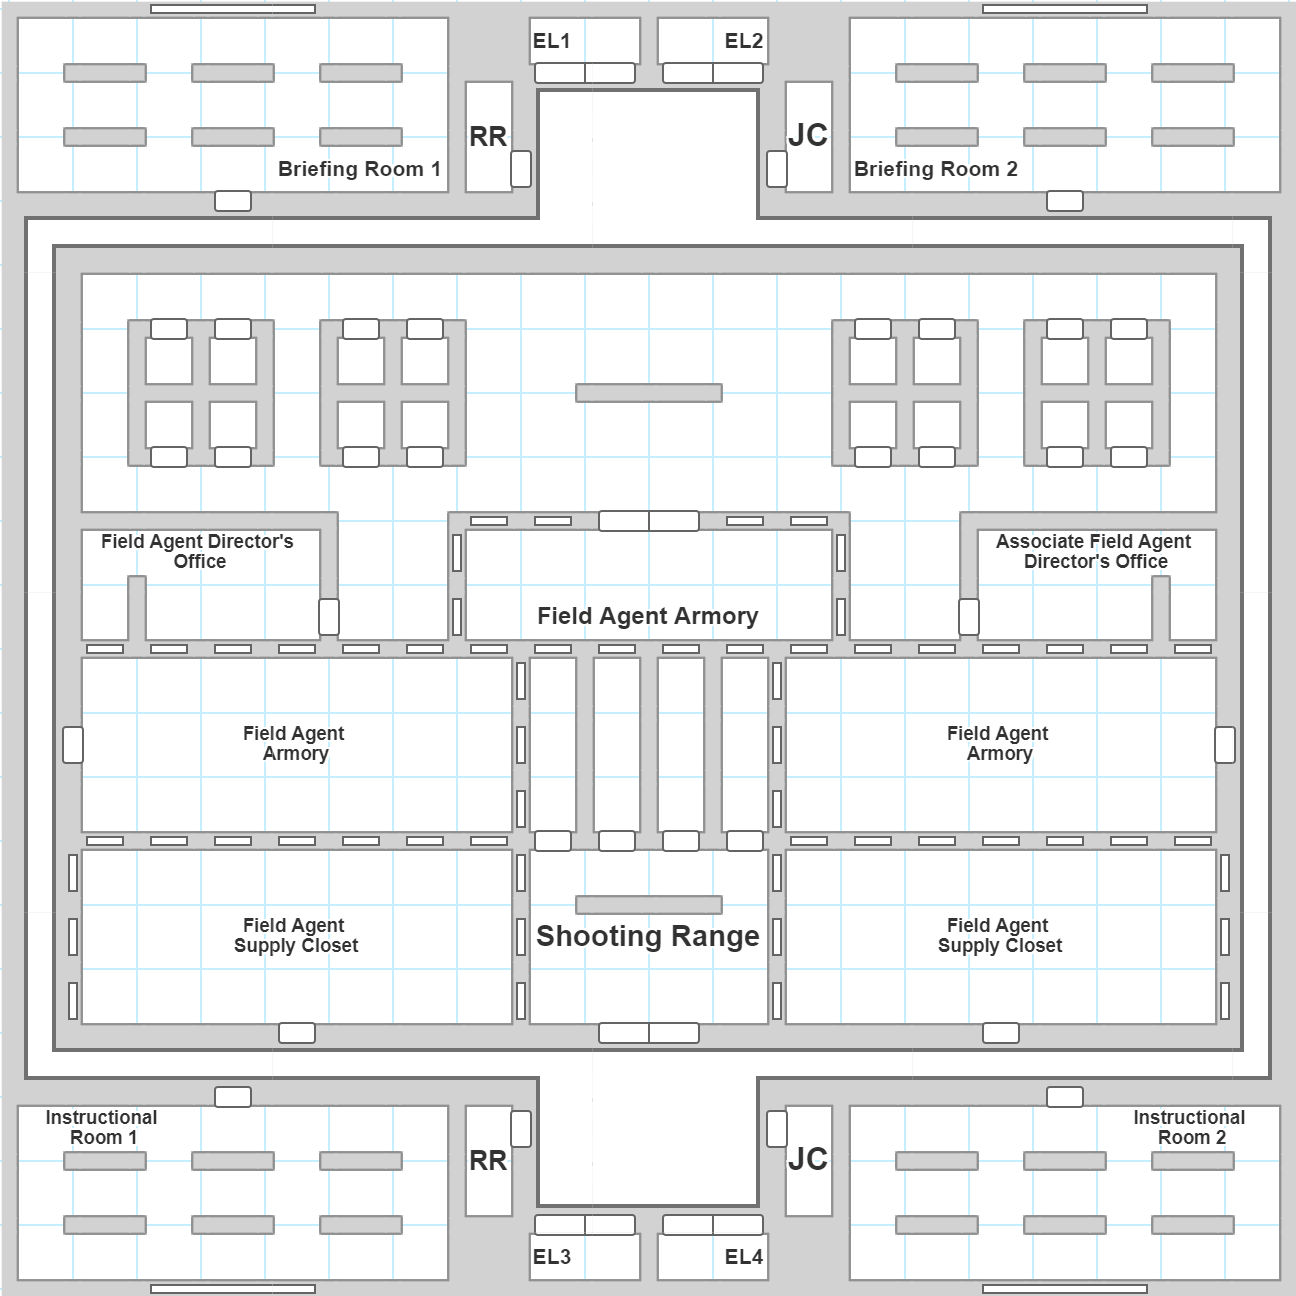 EL1
EL2
RR
JC
Briefing Room 1
Briefing Room 2
Field Agent Director's
Office
Associate Field Agent
Director's Office
Field Agent Armory
Field Agent
Armory
Field Agent
Armory
Field Agent
Supply Closet
Shooting Range
Field Agent
Supply Closet
Instructional
Room 1
Instructional
Room 2
RR
JC
EL3
EL4